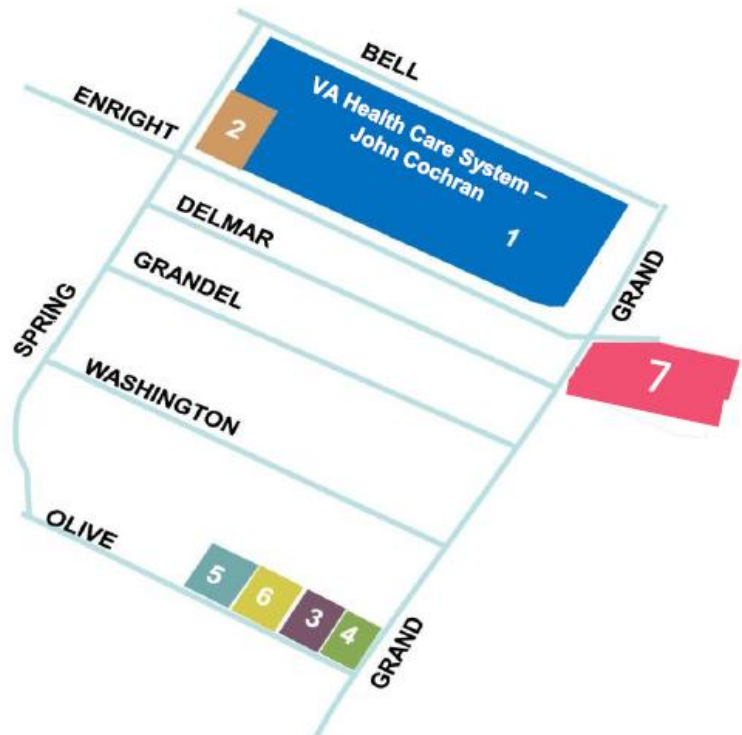 BELL
ENRIGHT
VA Health Care System –
John Cochran
2
1
DELMAR
GRANDEL
GRAND
SPRING
7
WASHINGTON
OLIVE
5
6
3
4
GRAND